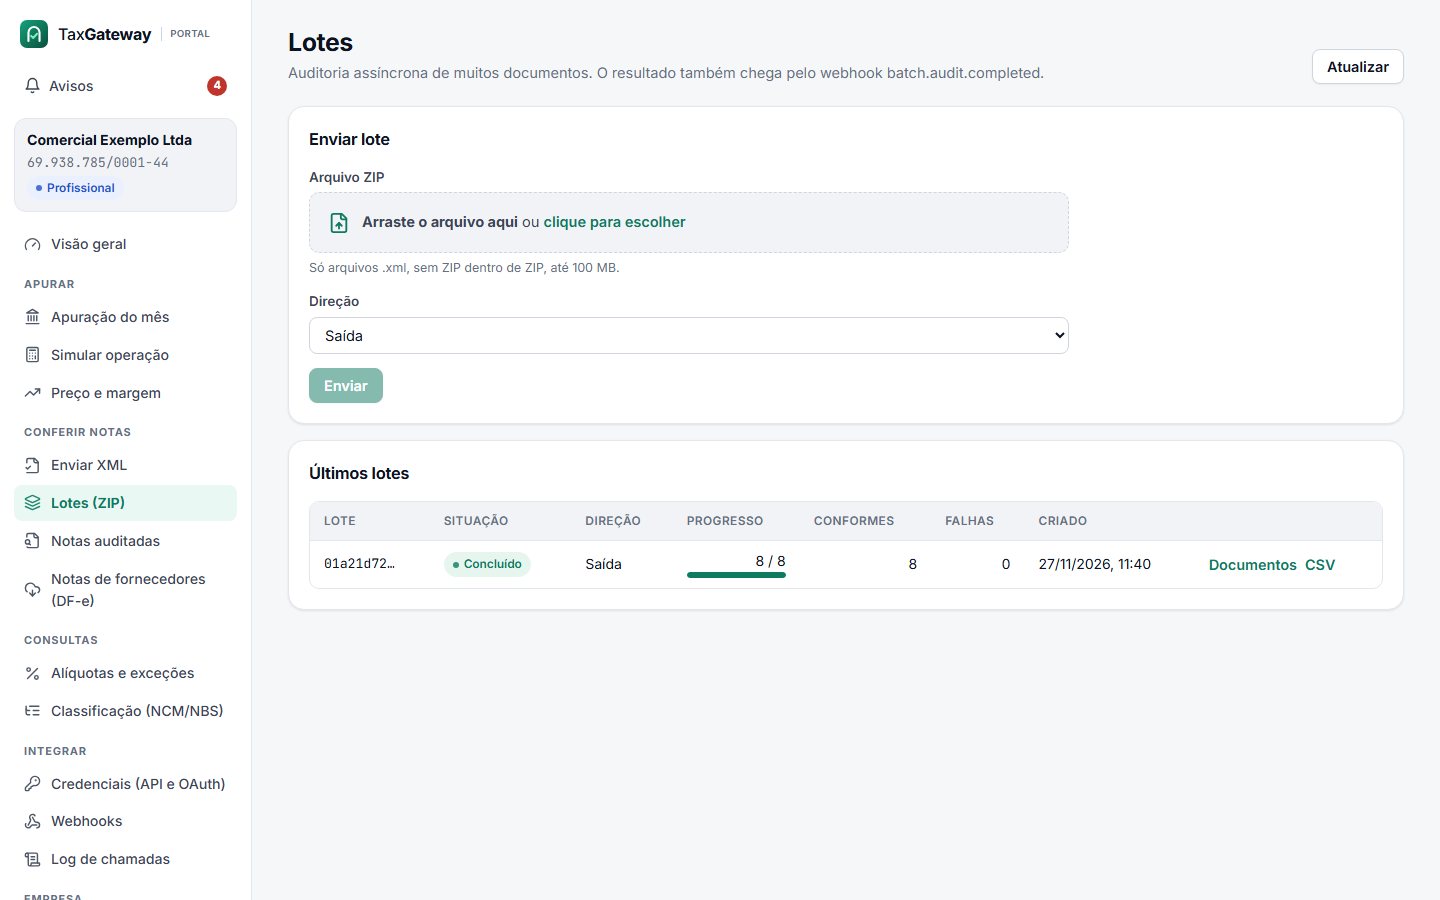 TaxGateway PORTAL
Avisos 4
Comercial Exemplo Ltda
69.938.785/0001-44
Profissional
Visão geral
APURAR
Apuração do mês
Simular operação
Preço e margem
CONFERIR NOTAS
Enviar XML
Lotes (ZIP)
Notas auditadas
Notas de fornecedores
(DF-e)
CONSULTAS
Alíquotas e exceções
Classificação (NCM/NBS)
INTEGRAR
Credenciais (API e OAuth)
Webhooks
Log de chamadas
EMPRESA
Lotes
Auditoria assíncrona de muitos documentos. O resultado também chega pelo webhook batch.audit.completed.
Atualizar
Enviar lote
Arquivo ZIP
Arraste o arquivo aqui ou clique para escolher
Só arquivos .xml, sem ZIP dentro de ZIP, até 100 MB.
Direção
Saída
Enviar
Últimos lotes
LOTE SITUAÇÃO DIREÇÃO PROGRESSO CONFORMES FALHAS CRIADO
01a21d72… Concluído Saída 8 / 8 8 0 27/11/2026, 11:40 Documentos CSV